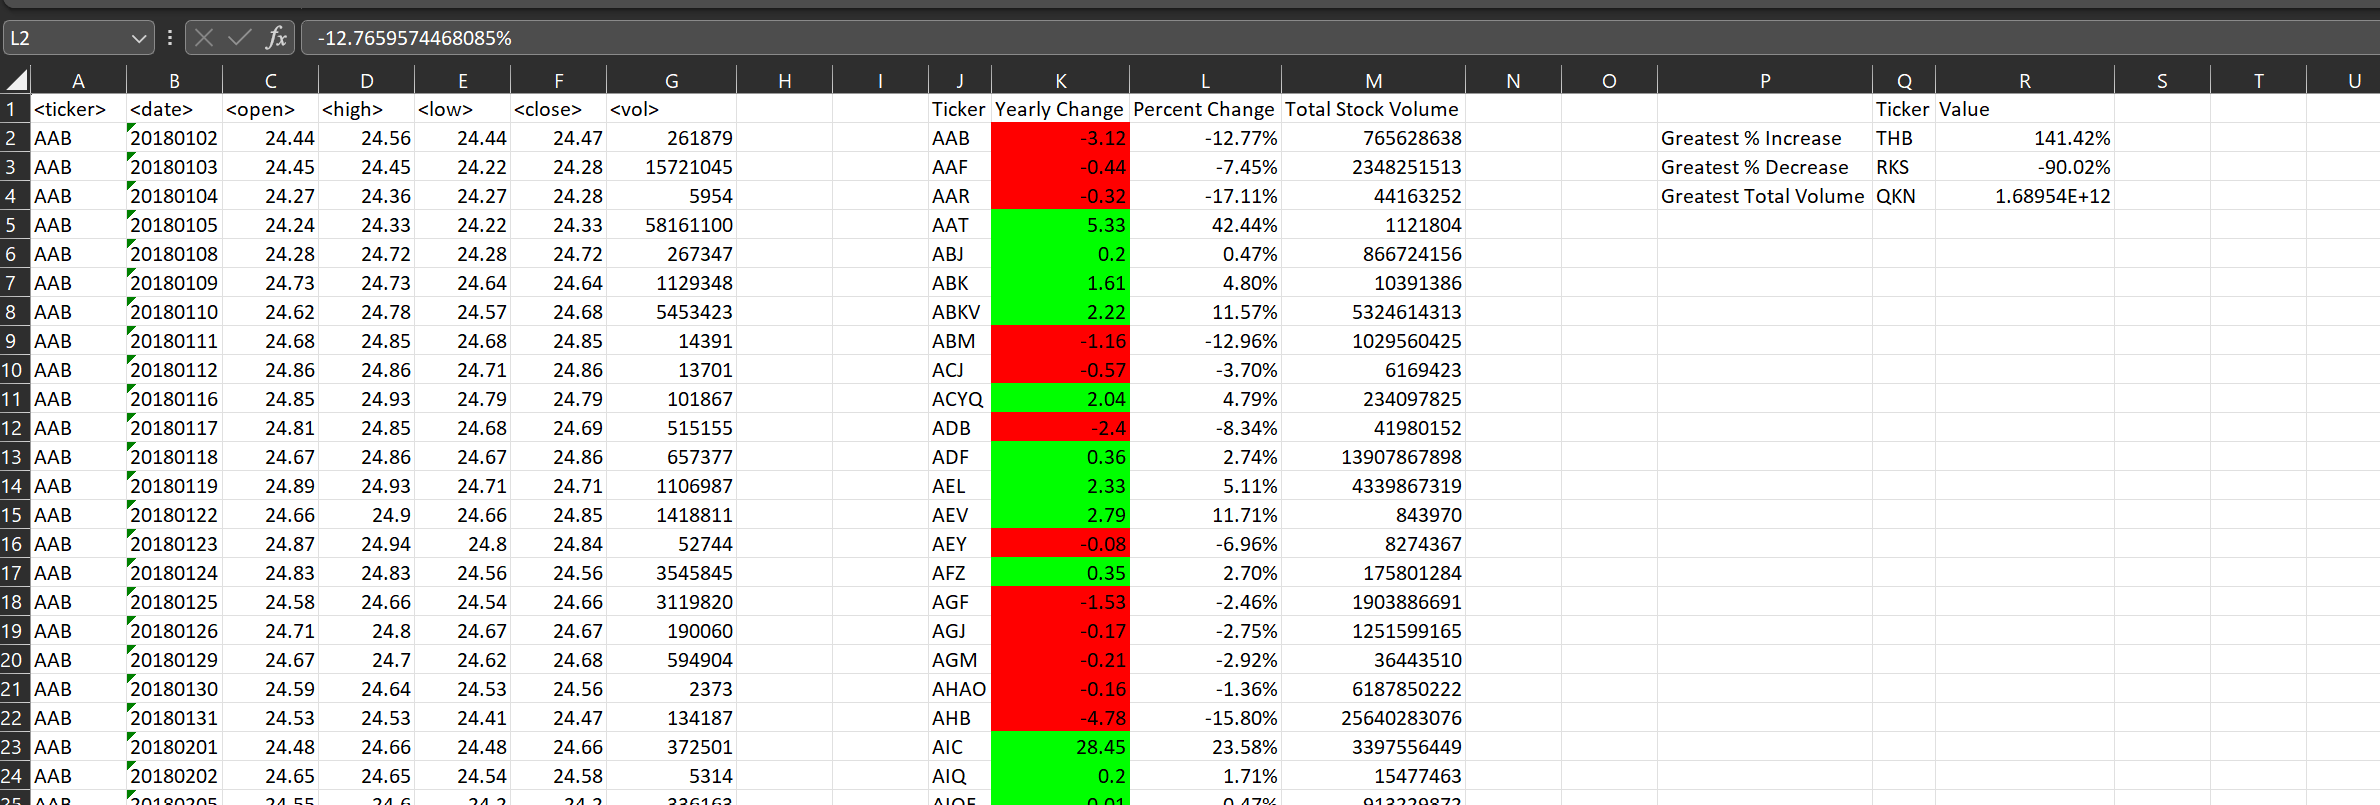 L2 fx -12.7659574468085%
A B C D E F G H I J K L M N O P Q R S T U
1 <ticker> <date> <open> <high> <low> <close> <vol> Ticker Yearly Change Percent Change Total Stock Volume Ticker Value
2 AAB 20180102 24.44 24.56 24.44 24.47 261879 AAB -3.12 -12.77% 765628638 Greatest % Increase THB 141.42%
3 AAB 20180103 24.45 24.45 24.22 24.28 15721045 AAF -0.44 -7.45% 2348251513 Greatest % Decrease RKS -90.02%
4 AAB 20180104 24.27 24.36 24.27 24.28 5954 AAR -0.32 -17.11% 44163252 Greatest Total Volume QKN 1.68954E+12
5 AAB 20180105 24.24 24.33 24.22 24.33 58161100 AAT 5.33 42.44% 1121804
6 AAB 20180108 24.28 24.72 24.28 24.72 267347 ABJ 0.2 0.47% 866724156
7 AAB 20180109 24.73 24.73 24.64 24.64 1129348 ABK 1.61 4.80% 10391386
8 AAB 20180110 24.62 24.78 24.57 24.68 5453423 ABKV 2.22 11.57% 5324614313
9 AAB 20180111 24.68 24.85 24.68 24.85 14391 ABM -1.16 -12.96% 1029560425
10 AAB 20180112 24.86 24.86 24.71 24.86 13701 ACJ -0.57 -3.70% 6169423
11 AAB 20180116 24.85 24.93 24.79 24.79 101867 ACYQ 2.04 4.79% 234097825
12 AAB 20180117 24.81 24.85 24.68 24.69 515155 ADB -2.4 -8.34% 41980152
13 AAB 20180118 24.67 24.86 24.67 24.86 657377 ADF 0.36 2.74% 13907867898
14 AAB 20180119 24.89 24.93 24.71 24.71 1106987 AEL 2.33 5.11% 4339867319
15 AAB 20180122 24.66 24.9 24.66 24.85 1418811 AEV 2.79 11.71% 843970
16 AAB 20180123 24.87 24.94 24.8 24.84 52744 AEY -0.08 -6.96% 8274367
17 AAB 20180124 24.83 24.83 24.56 24.56 3545845 AFZ 0.35 2.70% 175801284
18 AAB 20180125 24.58 24.66 24.54 24.66 3119820 AGF -1.53 -2.46% 1903886691
19 AAB 20180126 24.71 24.8 24.67 24.67 190060 AGJ -0.17 -2.75% 1251599165
20 AAB 20180129 24.67 24.7 24.62 24.68 594904 AGM -0.21 -2.92% 36443510
21 AAB 20180130 24.59 24.64 24.53 24.56 2373 AHAO -0.16 -1.36% 6187850222
22 AAB 20180131 24.53 24.53 24.41 24.47 134187 AHB -4.78 -15.80% 25640283076
23 AAB 20180201 24.48 24.66 24.48 24.66 372501 AIC 28.45 23.58% 3397556449
24 AAB 20180202 24.65 24.65 24.54 24.58 5314 AIQ 0.2 1.71% 15477463
25 AAB 20180205 24.55 24.6 24.2 24.2